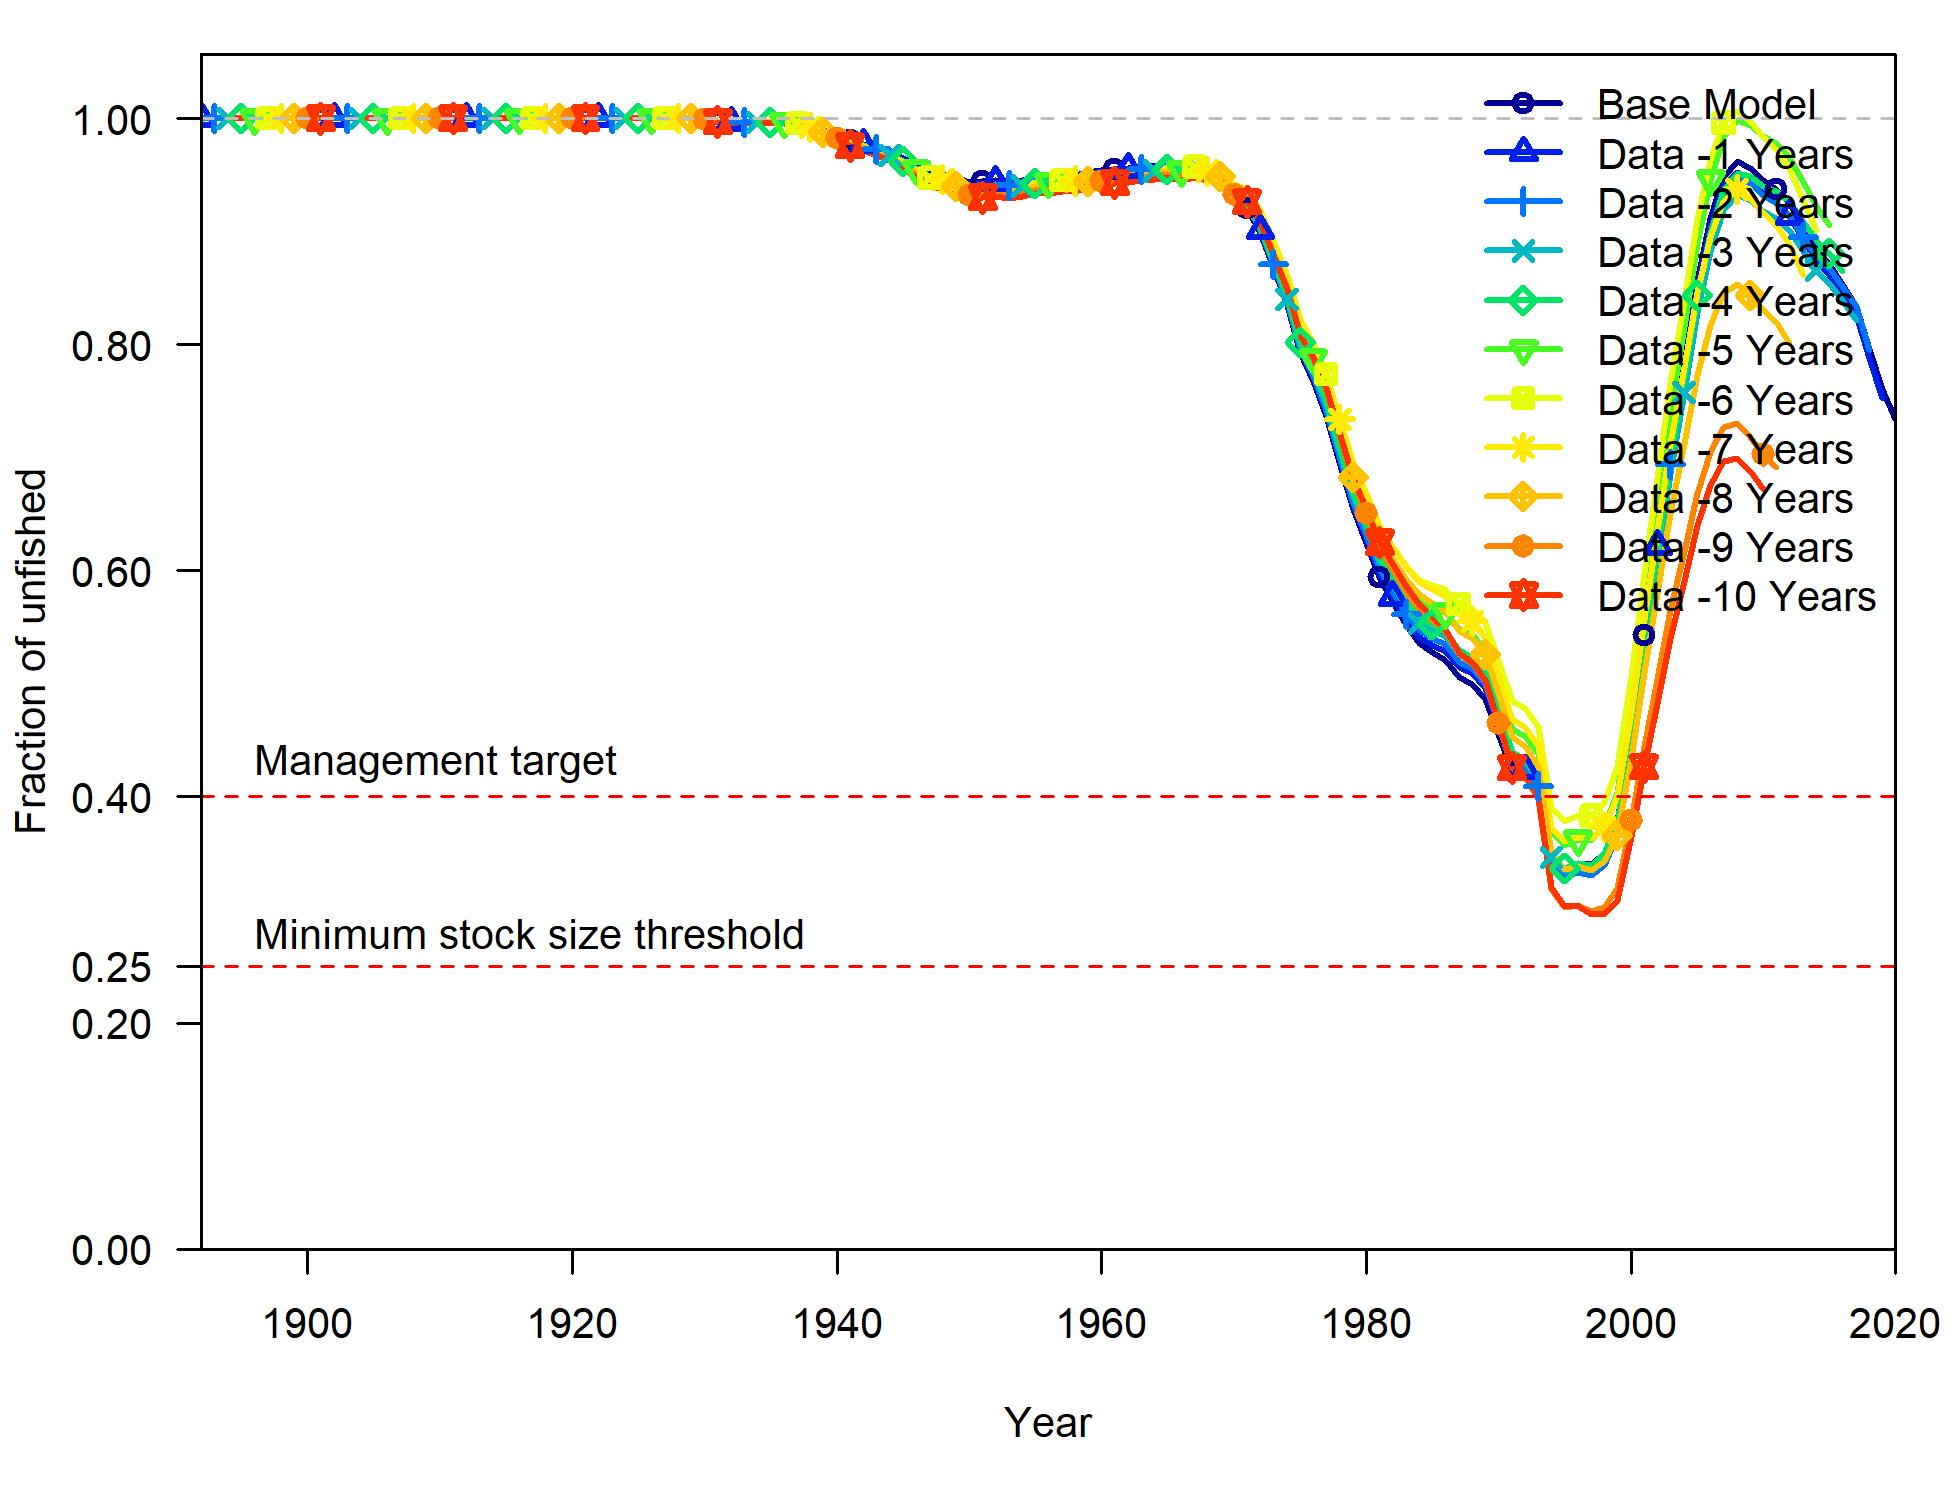 Fraction of unfished
1.00
0.80
0.60
0.40
0.25
0.20
0.00
Management target
Minimum stock size threshold
Base Model
Data -1 Years
Data -2 Years
Data -3 Years
Data -4 Years
Data -5 Years
Data -6 Years
Data -7 Years
Data -8 Years
Data -9 Years
Data -10 Years
1900
1920
1940
1960
1980
2000
2020
Year